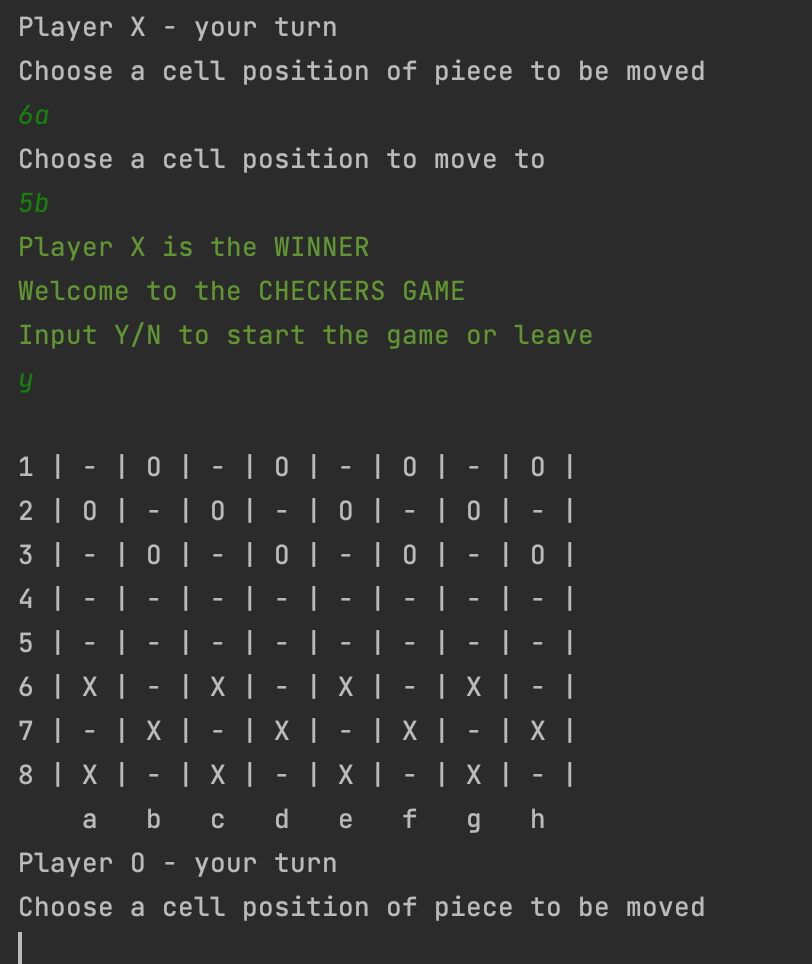 Player X - your turn
Choose a cell position of piece to be moved
6a
Choose a cell position to move to
5b
Player X is the WINNER
Welcome to the CHECKERS GAME
Input Y/N to start the game or leave
y
1 | - | O | - | O | - | O | - | O |
2 | O | - | O | - | O | - | O | - |
3 | - | O | - | O | - | O | - | O |
4 | - | - | - | - | - | - | - | - |
5 | - | - | - | - | - | - | - | - |
6 | X | - | X | - | X | - | X | - |
7 | - | X | - | X | - | X | - | X |
8 | X | - | X | - | X | - | X | - |
a b c d e f g h
Player O - your turn
Choose a cell position of piece to be moved